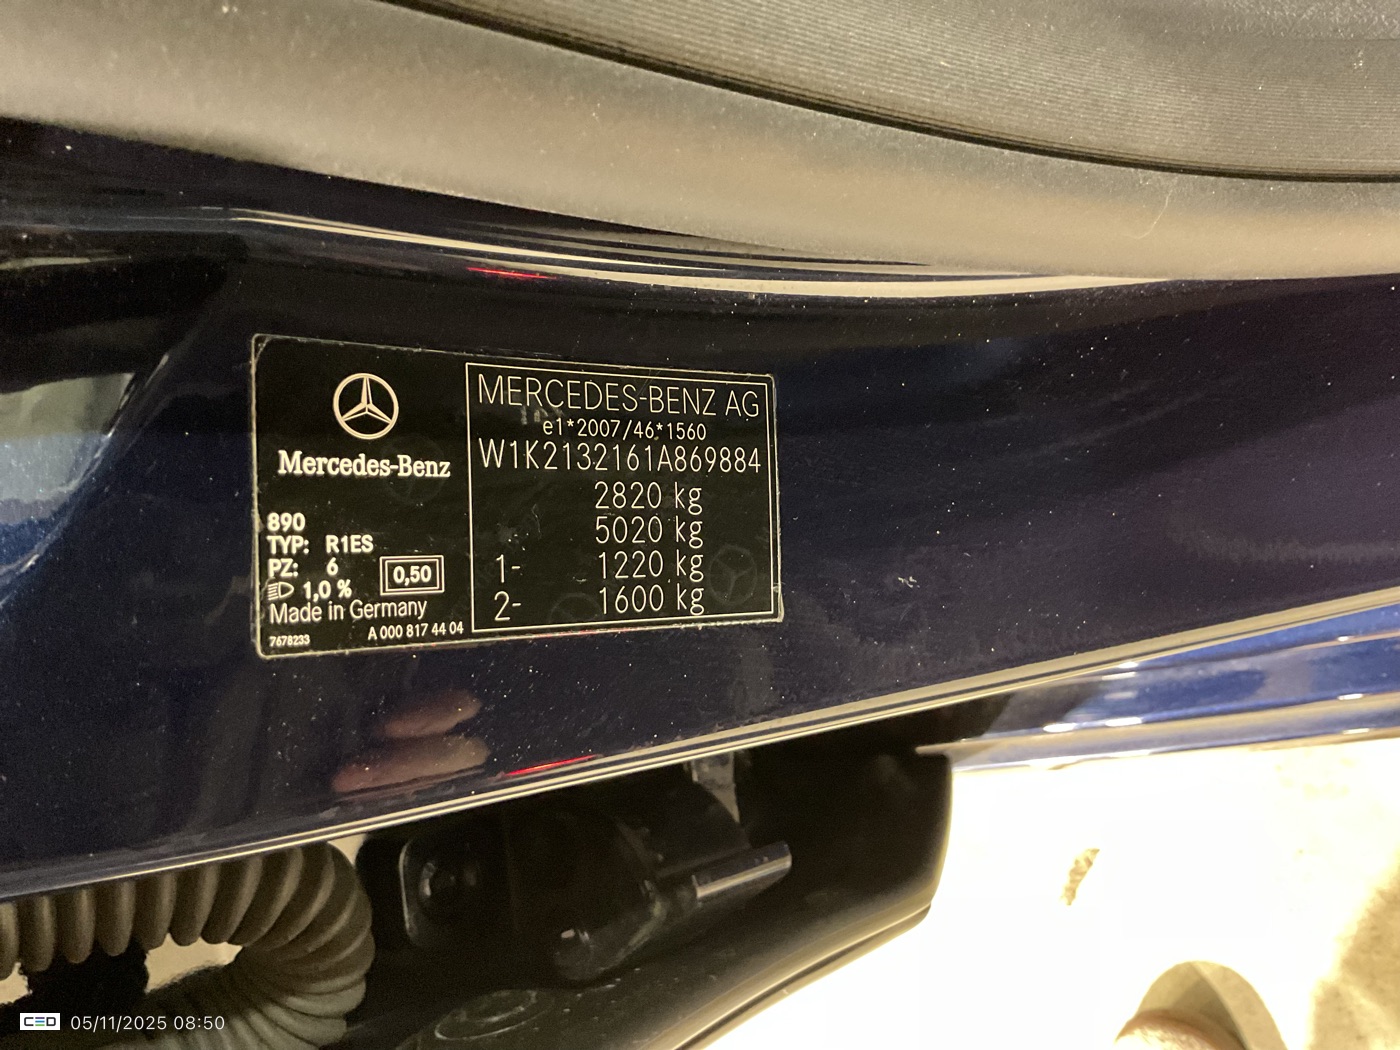 Mercedes-Benz
890
TYP: R1ES
PZ: 6
1,0 %
0,50
Made in Germany
7678233
A 000 817 44 04
MERCEDES-BENZ AG
e1*2007/46*1560
W1K2132161A869884
2820 kg
5020 kg
1- 1220 kg
2- 1600 kg
CED 05/11/2025 08:50